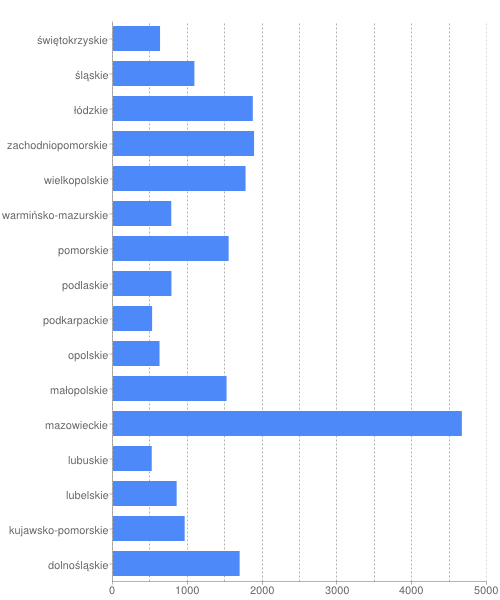 świętokrzyskie
śląskie
łódzkie
zachodniopomorskie
wielkopolskie
warmińsko-mazurskie
pomorskie
podlaskie
podkarpackie
opolskie
małopolskie
mazowieckie
lubuskie
lubelskie
kujawsko-pomorskie
dolnośląskie
0 1000 2000 3000 4000 5000